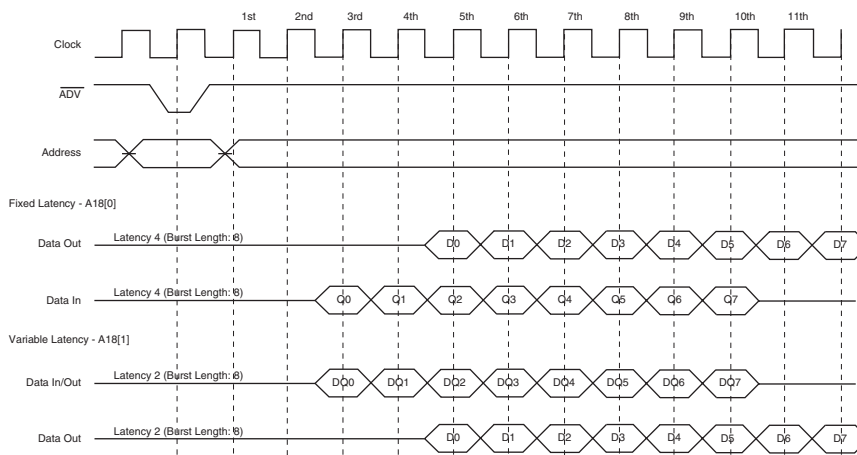 1st 2nd 3rd 4th 5th 6th 7th 8th 9th 10th 11th
Clock
ADV
Address
Fixed Latency - A18[0]
Data Out Latency 4 (Burst Length: 8) D0 D1 D2 D3 D4 D5 D6 D7
Data In Latency 4 (Burst Length: 8) Q0 Q1 Q2 Q3 Q4 Q5 Q6 Q7
Variable Latency - A18[1]
Data In/Out Latency 2 (Burst Length: 8) DQ0 DQ1 DQ2 DQ3 DQ4 DQ5 DQ6 DQ7
Data Out Latency 2 (Burst Length: 8) D0 D1 D2 D3 D4 D5 D6 D7